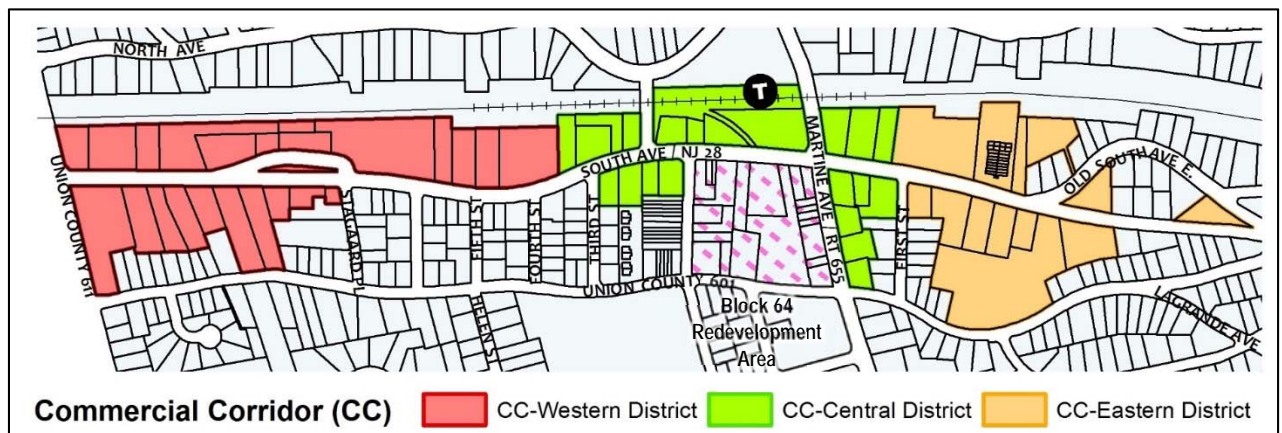 NORTH AVE
T
MARTINE AVE / RT 655
SOUTH AVE / NJ 28
OLD SOUTH AVE E.
UNION COUNTY 611
STAGAARD PL
FIFTH ST
FOURTH ST
THIRD ST
FIRST ST
UNION COUNTY 601
HELEN ST
LAGRANDE AVE
Block 64
Redevelopment
Area
Commercial Corridor (CC)
CC-Western District
CC-Central District
CC-Eastern District